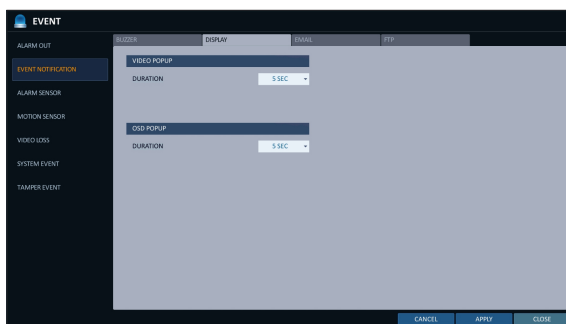 EVENT
BUZZER DISPLAY EMAIL FTP
ALARM OUT
EVENT NOTIFICATION
ALARM SENSOR
MOTION SENSOR
VIDEO LOSS
SYSTEM EVENT
TAMPER EVENT
VIDEO POPUP
DURATION 5 SEC
OSD POPUP
DURATION 5 SEC
CANCEL APPLY CLOSE